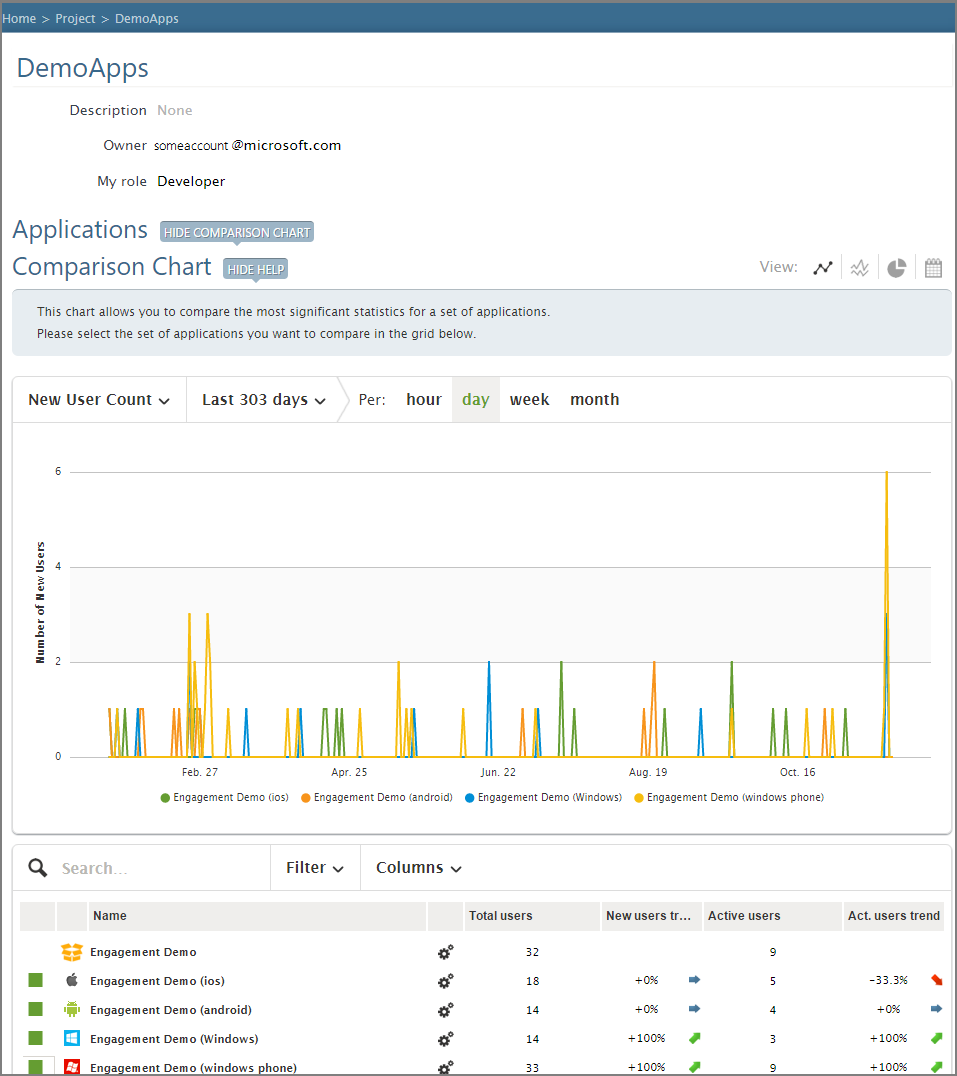 Home > Project > DemoApps
DemoApps
Description None
Owner someaccount @microsoft.com
My role Developer
Applications HIDE COMPARISON CHART
Comparison Chart HIDE HELP View:
This chart allows you to compare the most significant statistics for a set of applications.
Please select the set of applications you want to compare in the grid below.
New User Count Last 303 days Per: hour day week month
6
4
2
0
Number of New Users
Feb. 27 Apr. 25 Jun. 22 Aug. 19 Oct. 16
Engagement Demo (ios) Engagement Demo (android) Engagement Demo (Windows) Engagement Demo (windows phone)
Search... Filter Columns
Name Total users New users tr... Active users Act. users trend
Engagement Demo 32 9
Engagement Demo (ios) 18 +0% 5 -33.3%
Engagement Demo (android) 14 +0% 4 +0%
Engagement Demo (Windows) 14 +100% 3 +100%
Engagement Demo (windows phone) 33 +100% 9 +100%